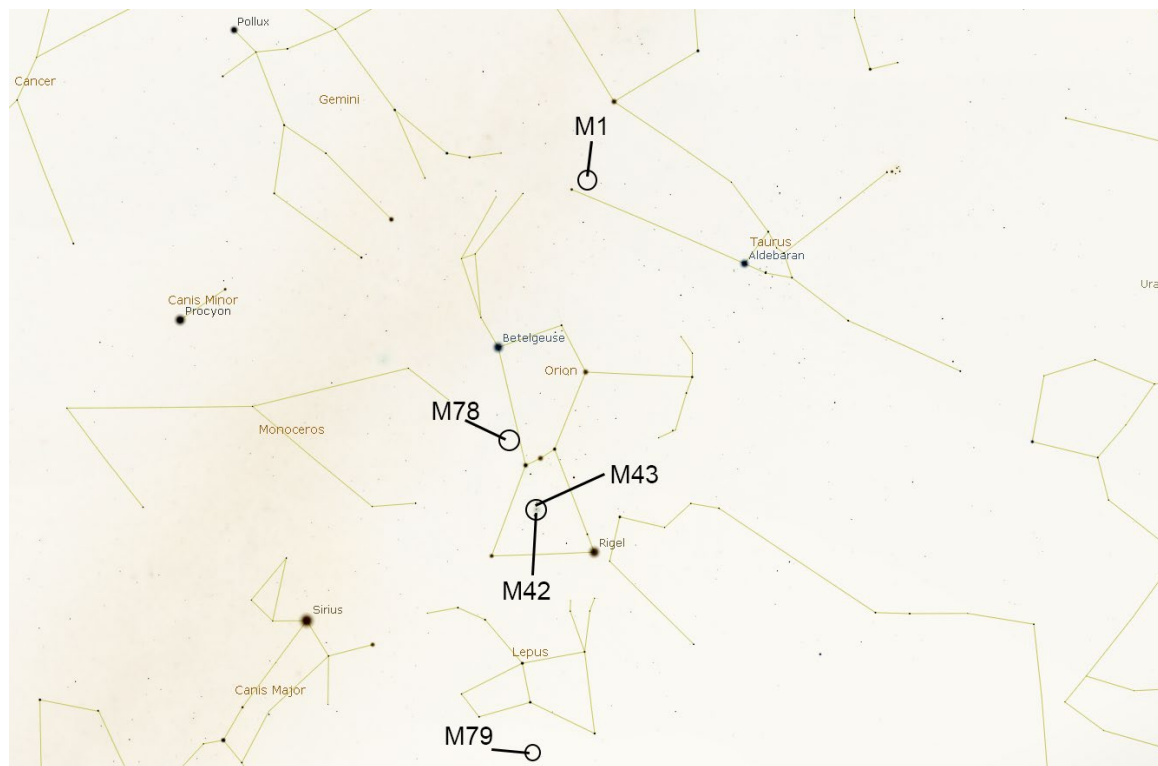 Pollux
Cancer
Gemini
M1
Taurus
Aldebaran
Ura
Canis Minor
Procyon
Betelgeuse
Orion
M78
Monoceros
M43
Rigel
M42
Sirius
Lepus
Canis Major
M79